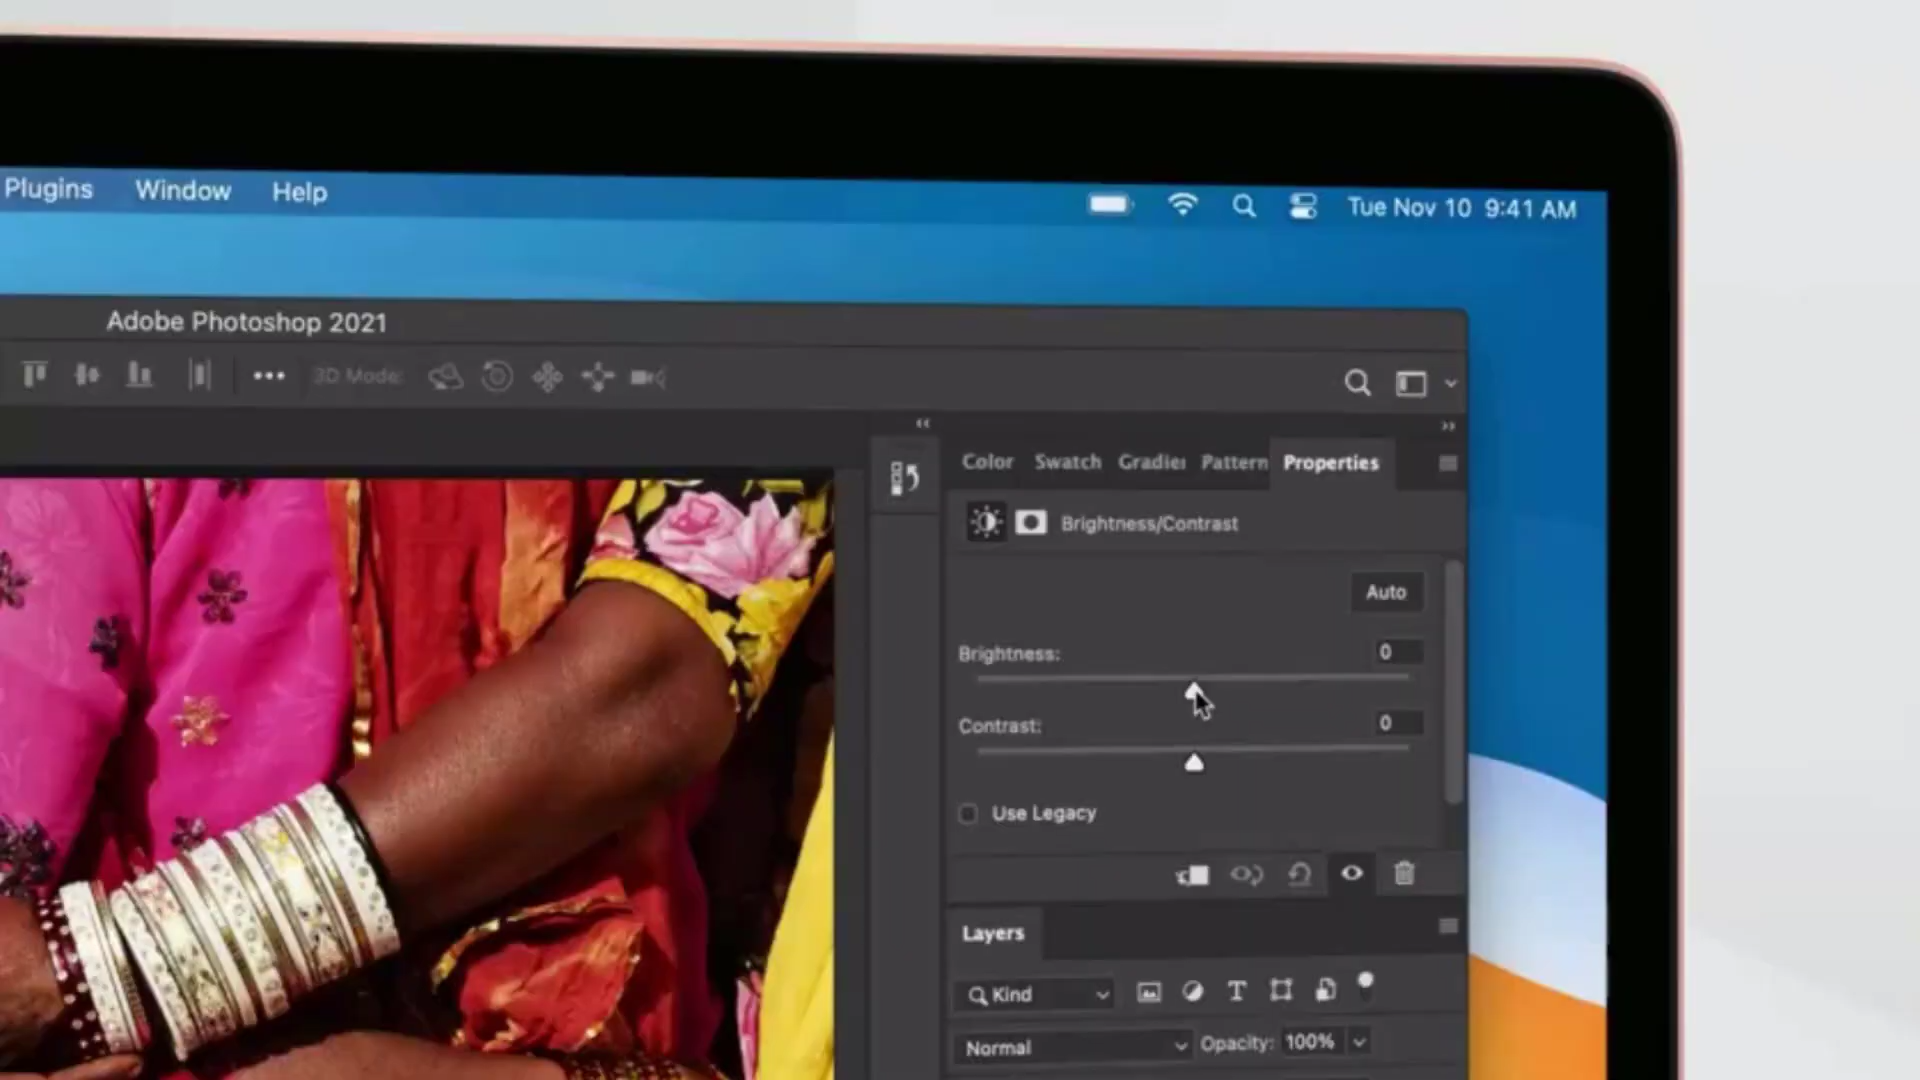 Plugins Window Help
Tue Nov 10 9:41 AM
Adobe Photoshop 2021
3D Mode:
Color Swatch Gradier Pattern Properties
Brightness/Contrast
Auto
Brightness: 0
Contrast: 0
Use Legacy
Layers
Kind
Normal Opacity: 100%